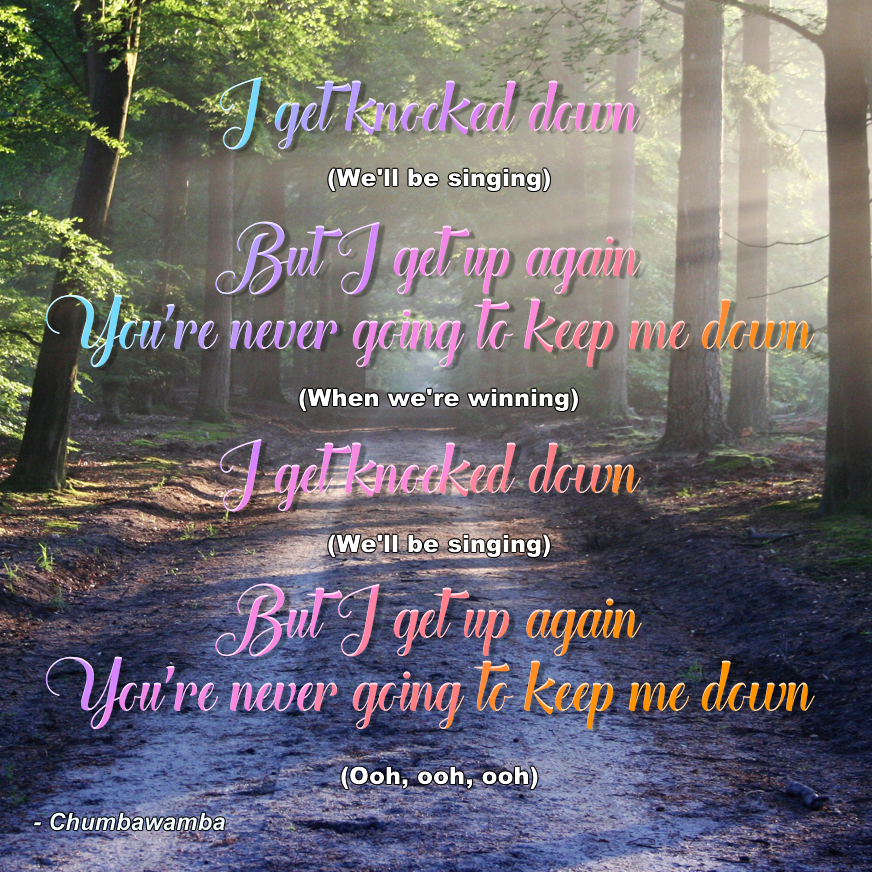 I get knocked down
(We'll be singing)
But I get up again
You're never going to keep me down
(When we're winning)
I get knocked down
(We'll be singing)
But I get up again
You're never going to keep me down
(Ooh, ooh, ooh)
- Chumbawamba